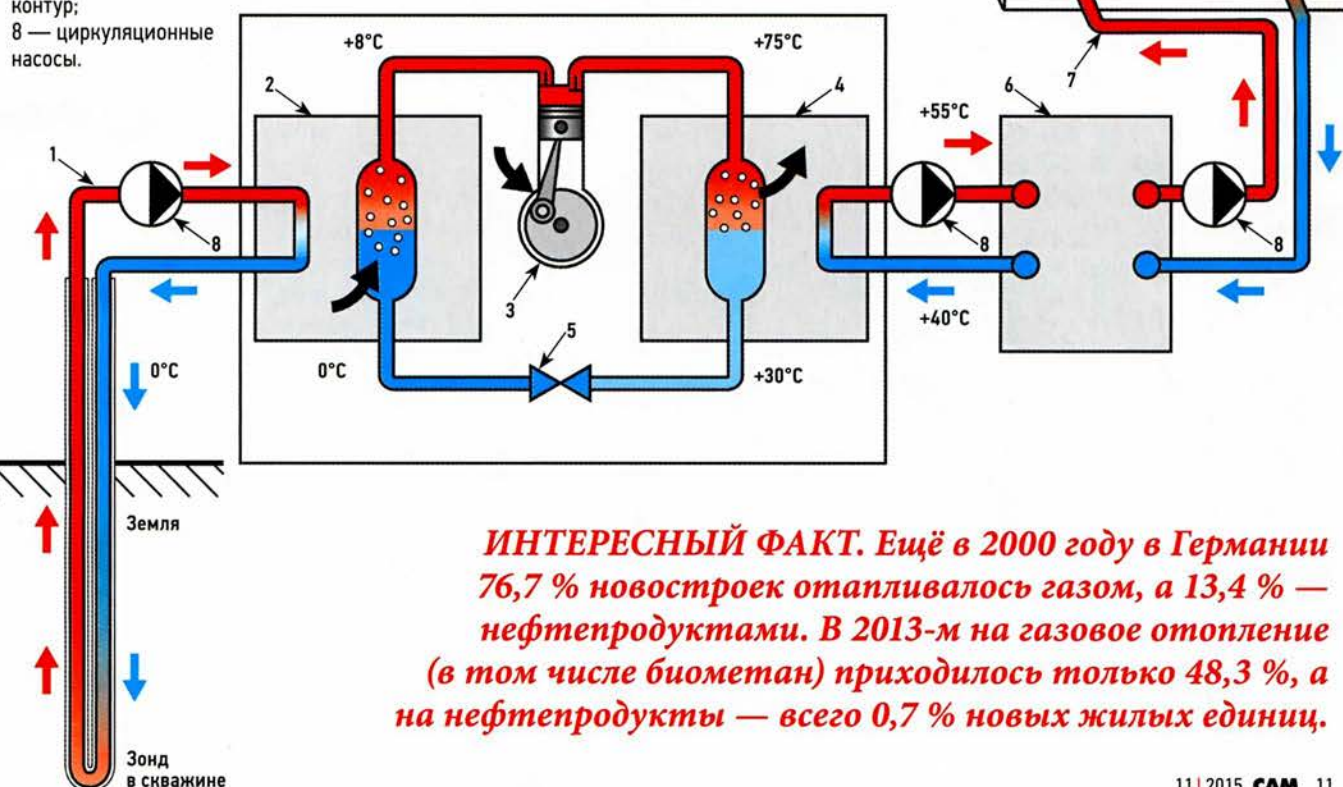 контур;
8 — циркуляционные
насосы.
+8°C
+75°C
2
4
+55°C
6
7
1
8
3
8
8
5
+40°C
0°C
0°C
+30°C
Земля
Зонд
в скважине
ИНТЕРЕСНЫЙ ФАКТ. Ещё в 2000 году в Германии
76,7 % новостроек отапливалось газом, а 13,4 % —
нефтепродуктами. В 2013-м на газовое отопление
(в том числе биометан) приходилось только 48,3 %, а
на нефтепродукты — всего 0,7 % новых жилых единиц.
11 | 2015 САМ 11